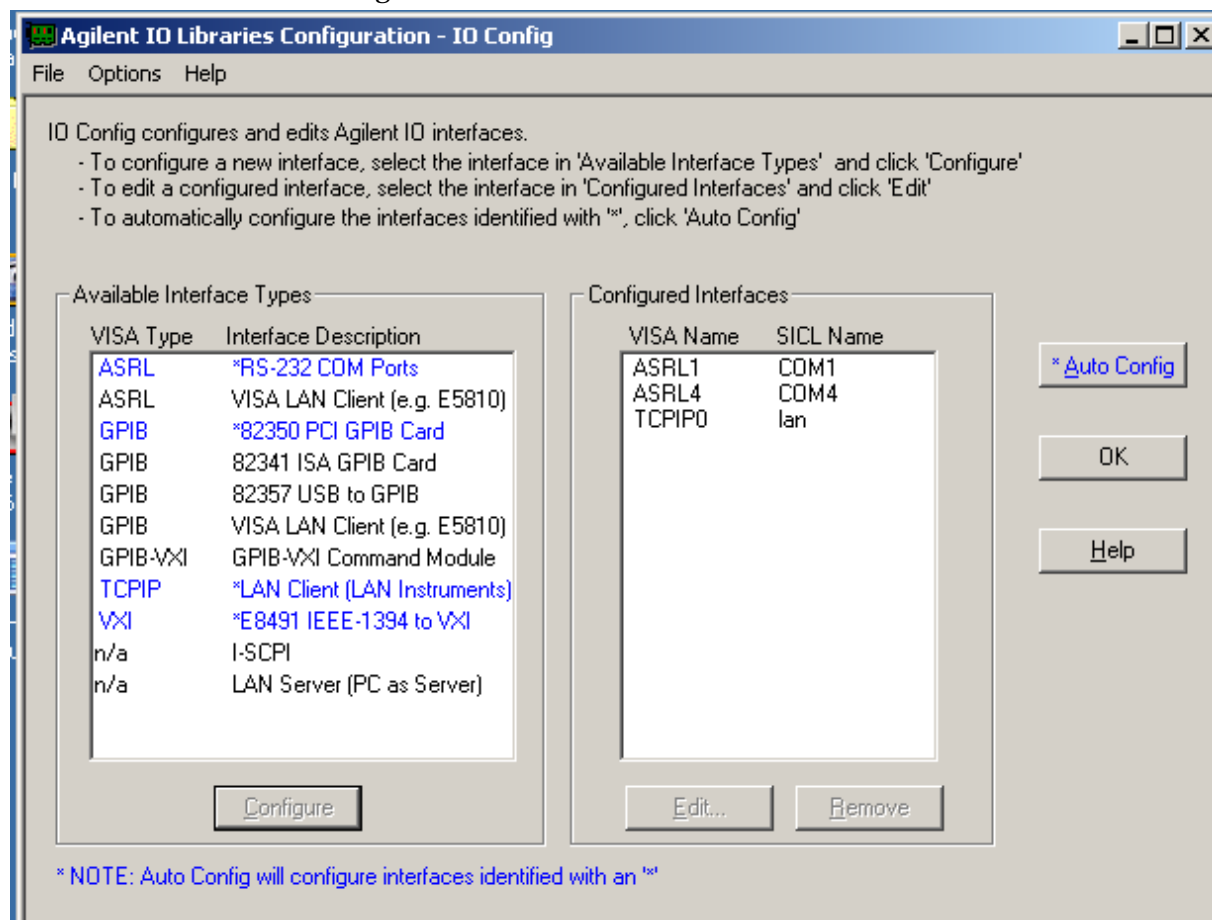 Agilent IO Libraries Configuration - IO Config
File Options Help
IO Config configures and edits Agilent IO interfaces.
- To configure a new interface, select the interface in 'Available Interface Types' and click 'Configure'
- To edit a configured interface, select the interface in 'Configured Interfaces' and click 'Edit'
- To automatically configure the interfaces identified with '*', click 'Auto Config'
Available Interface Types
VISA Type Interface Description
ASRL *RS-232 COM Ports
ASRL VISA LAN Client (e.g. E5810)
GPIB *82350 PCI GPIB Card
GPIB 82341 ISA GPIB Card
GPIB 82357 USB to GPIB
GPIB VISA LAN Client (e.g. E5810)
GPIB-VXI GPIB-VXI Command Module
TCPIP *LAN Client (LAN Instruments)
VXI *E8491 IEEE-1394 to VXI
n/a I-SCPI
n/a LAN Server (PC as Server)
Configure
Configured Interfaces
VISA Name SICL Name
ASRL1 COM1
ASRL4 COM4
TCPIP0 lan
Edit... Remove
* Auto Config
OK
Help
* NOTE: Auto Config will configure interfaces identified with an '*'